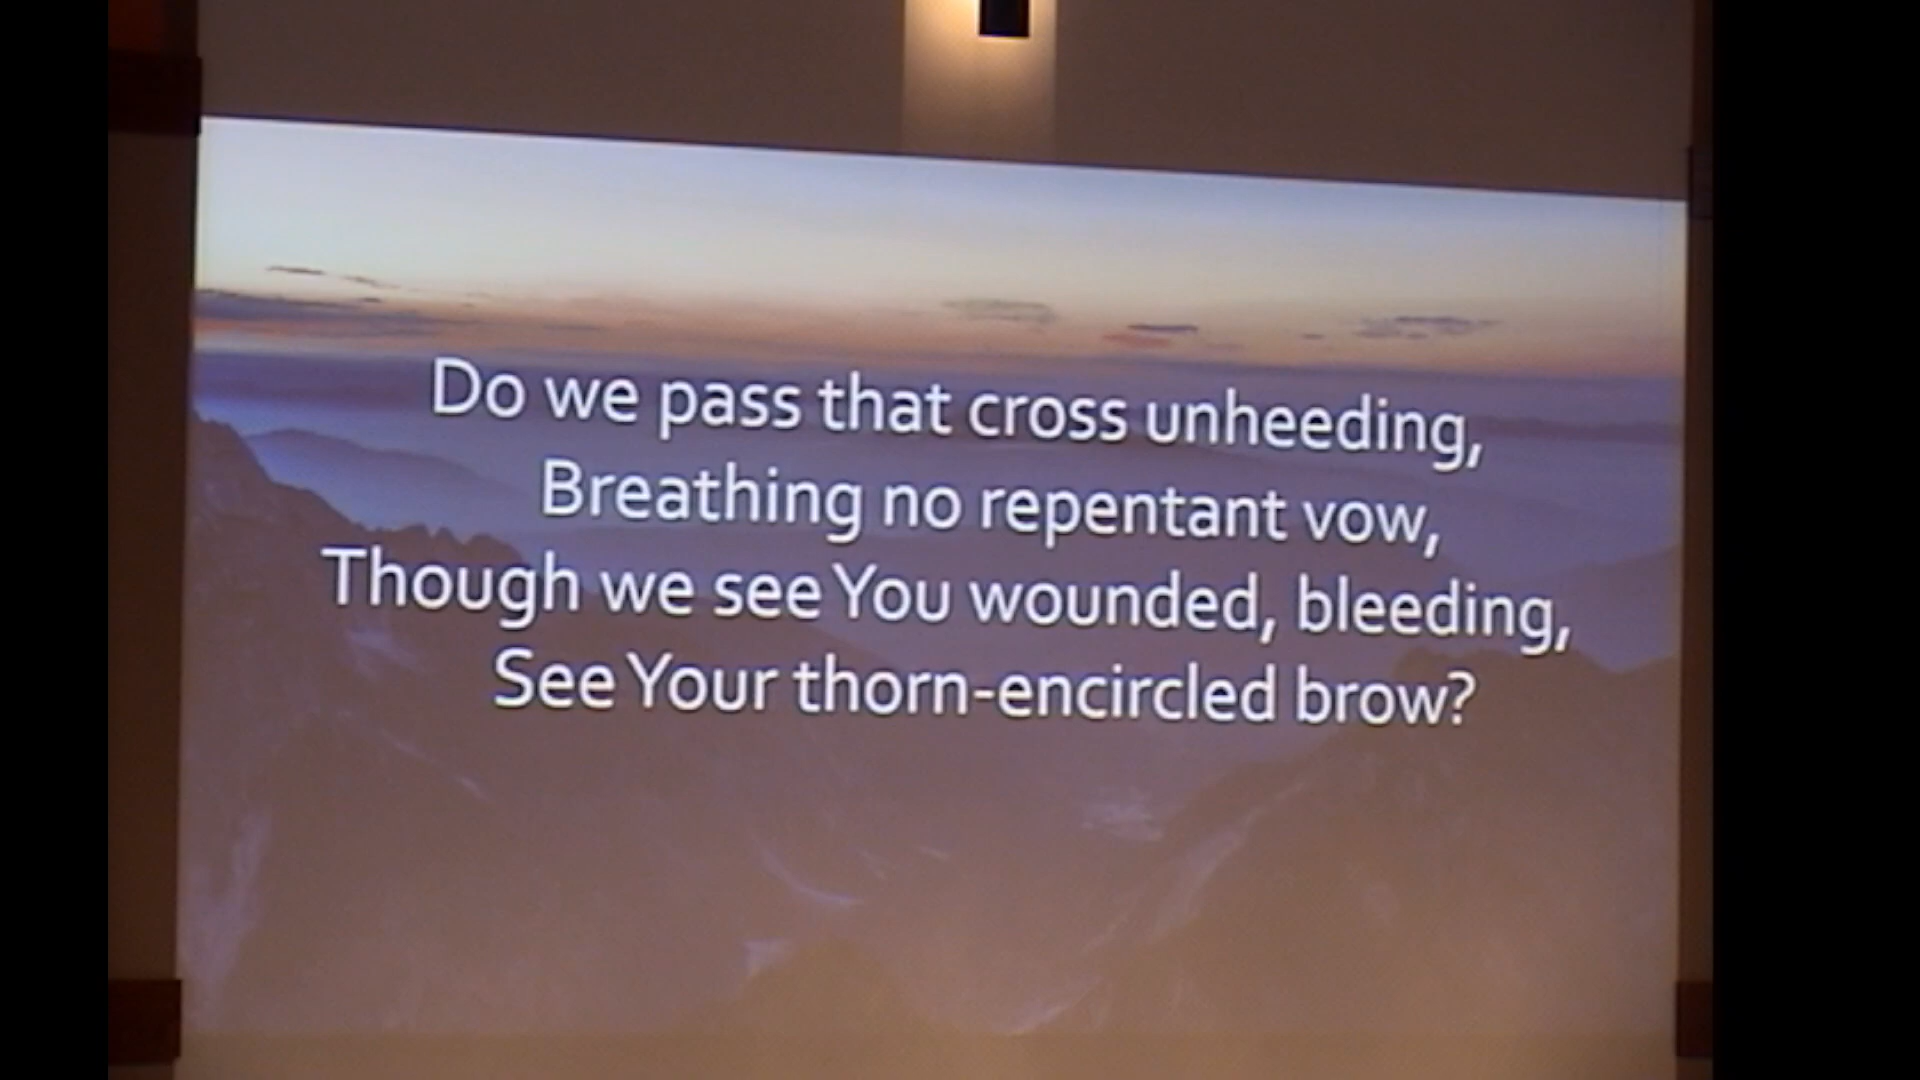 Do we pass that cross unheeding,
Breathing no repentant vow,
Though we see You wounded, bleeding,
See Your thorn-encircled brow?